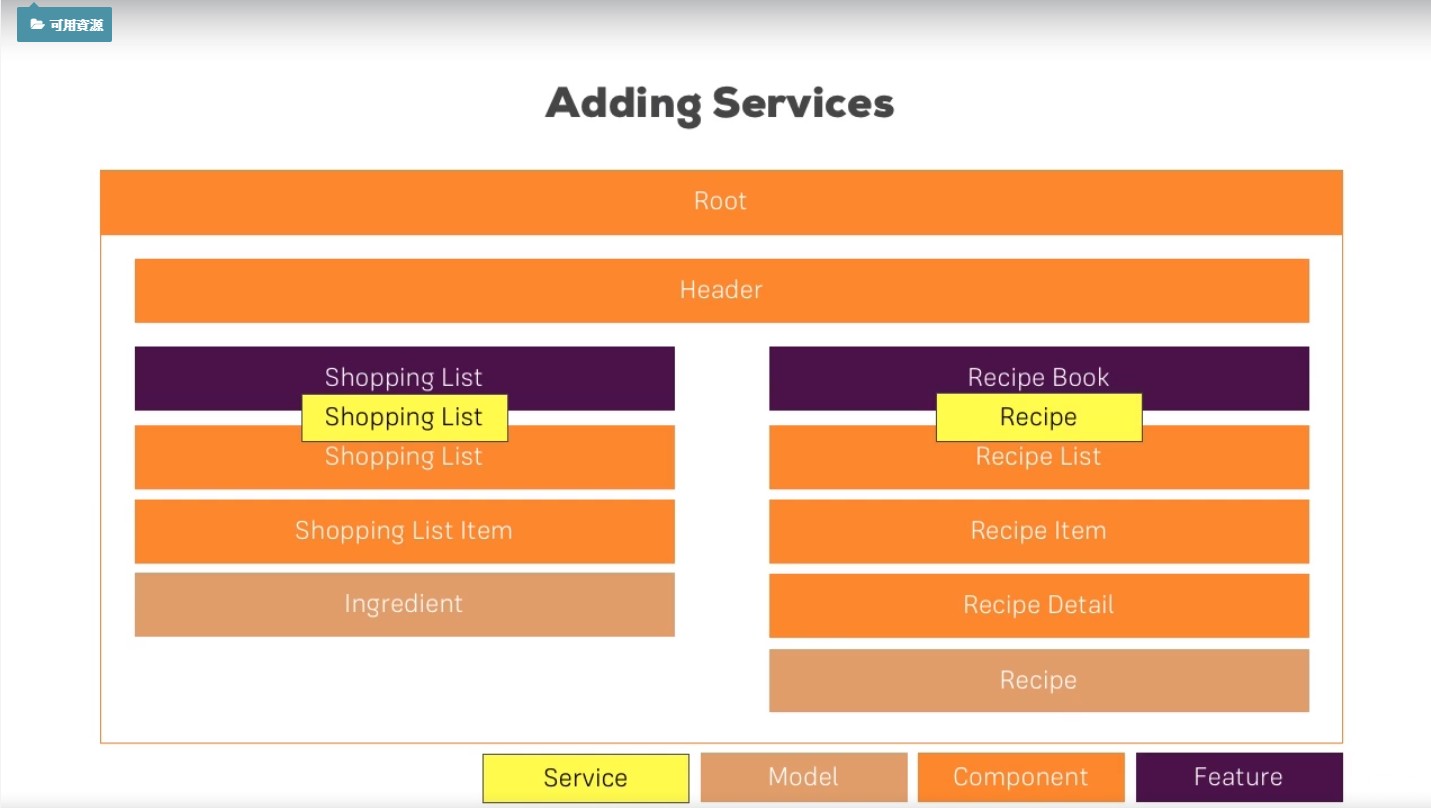 可用資源
Adding Services
Root
Header
Shopping List
Recipe Book
Shopping List
Recipe
Shopping List
Recipe List
Shopping List Item
Recipe Item
Ingredient
Recipe Detail
Recipe
Service
Model
Component
Feature